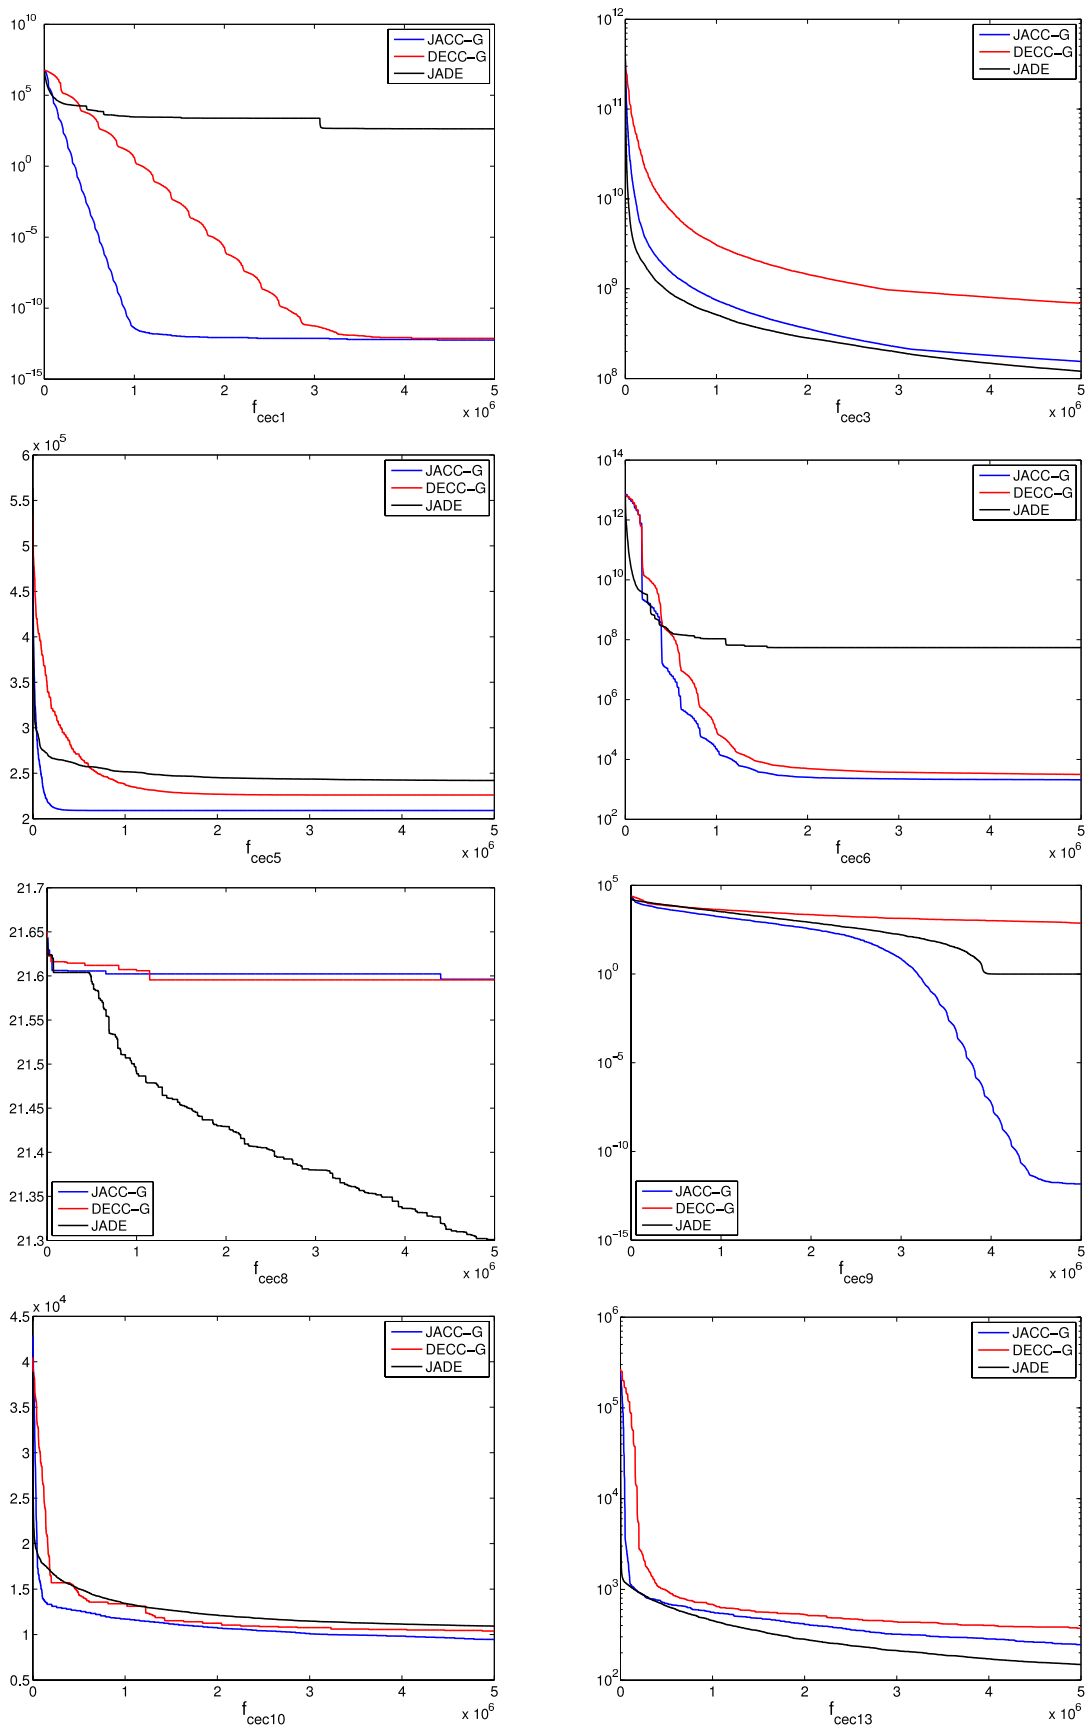 10^10
10^5
10^0
10^−5
10^−10
10^−15
0 1 2 3 4 5
x 10^6
f_cec1
JACC−G
DECC−G
JADE
10^12
10^11
10^10
10^9
10^8
0 1 2 3 4 5
x 10^6
f_cec3
JACC−G
DECC−G
JADE
x 10^5
6
5.5
5
4.5
4
3.5
3
2.5
2
0 1 2 3 4 5
x 10^6
f_cec5
JACC−G
DECC−G
JADE
10^14
10^12
10^10
10^8
10^6
10^4
10^2
0 1 2 3 4 5
x 10^6
f_cec6
JACC−G
DECC−G
JADE
21.7
21.65
21.6
21.55
21.5
21.45
21.4
21.35
21.3
JACC−G
DECC−G
JADE
0 1 2 3 4 5
x 10^6
f_cec8
10^5
10^0
10^−5
10^−10
10^−15
JACC−G
DECC−G
JADE
0 1 2 3 4 5
x 10^6
f_cec9
x 10^4
4.5
4
3.5
3
2.5
2
1.5
1
0.5
0 1 2 3 4 5
x 10^6
f_cec10
JACC−G
DECC−G
JADE
10^6
10^5
10^4
10^3
10^2
0 1 2 3 4 5
x 10^6
f_cec13
JACC−G
DECC−G
JADE